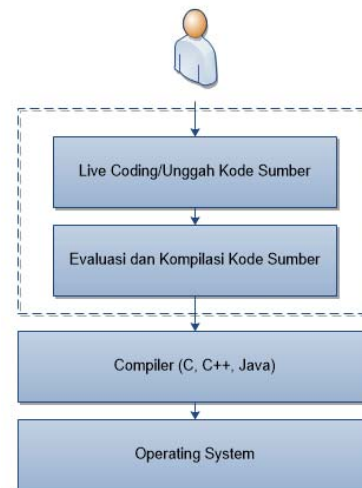 Live Coding/Unggah Kode Sumber
Evaluasi dan Kompilasi Kode Sumber
Compiler (C, C++, Java)
Operating System